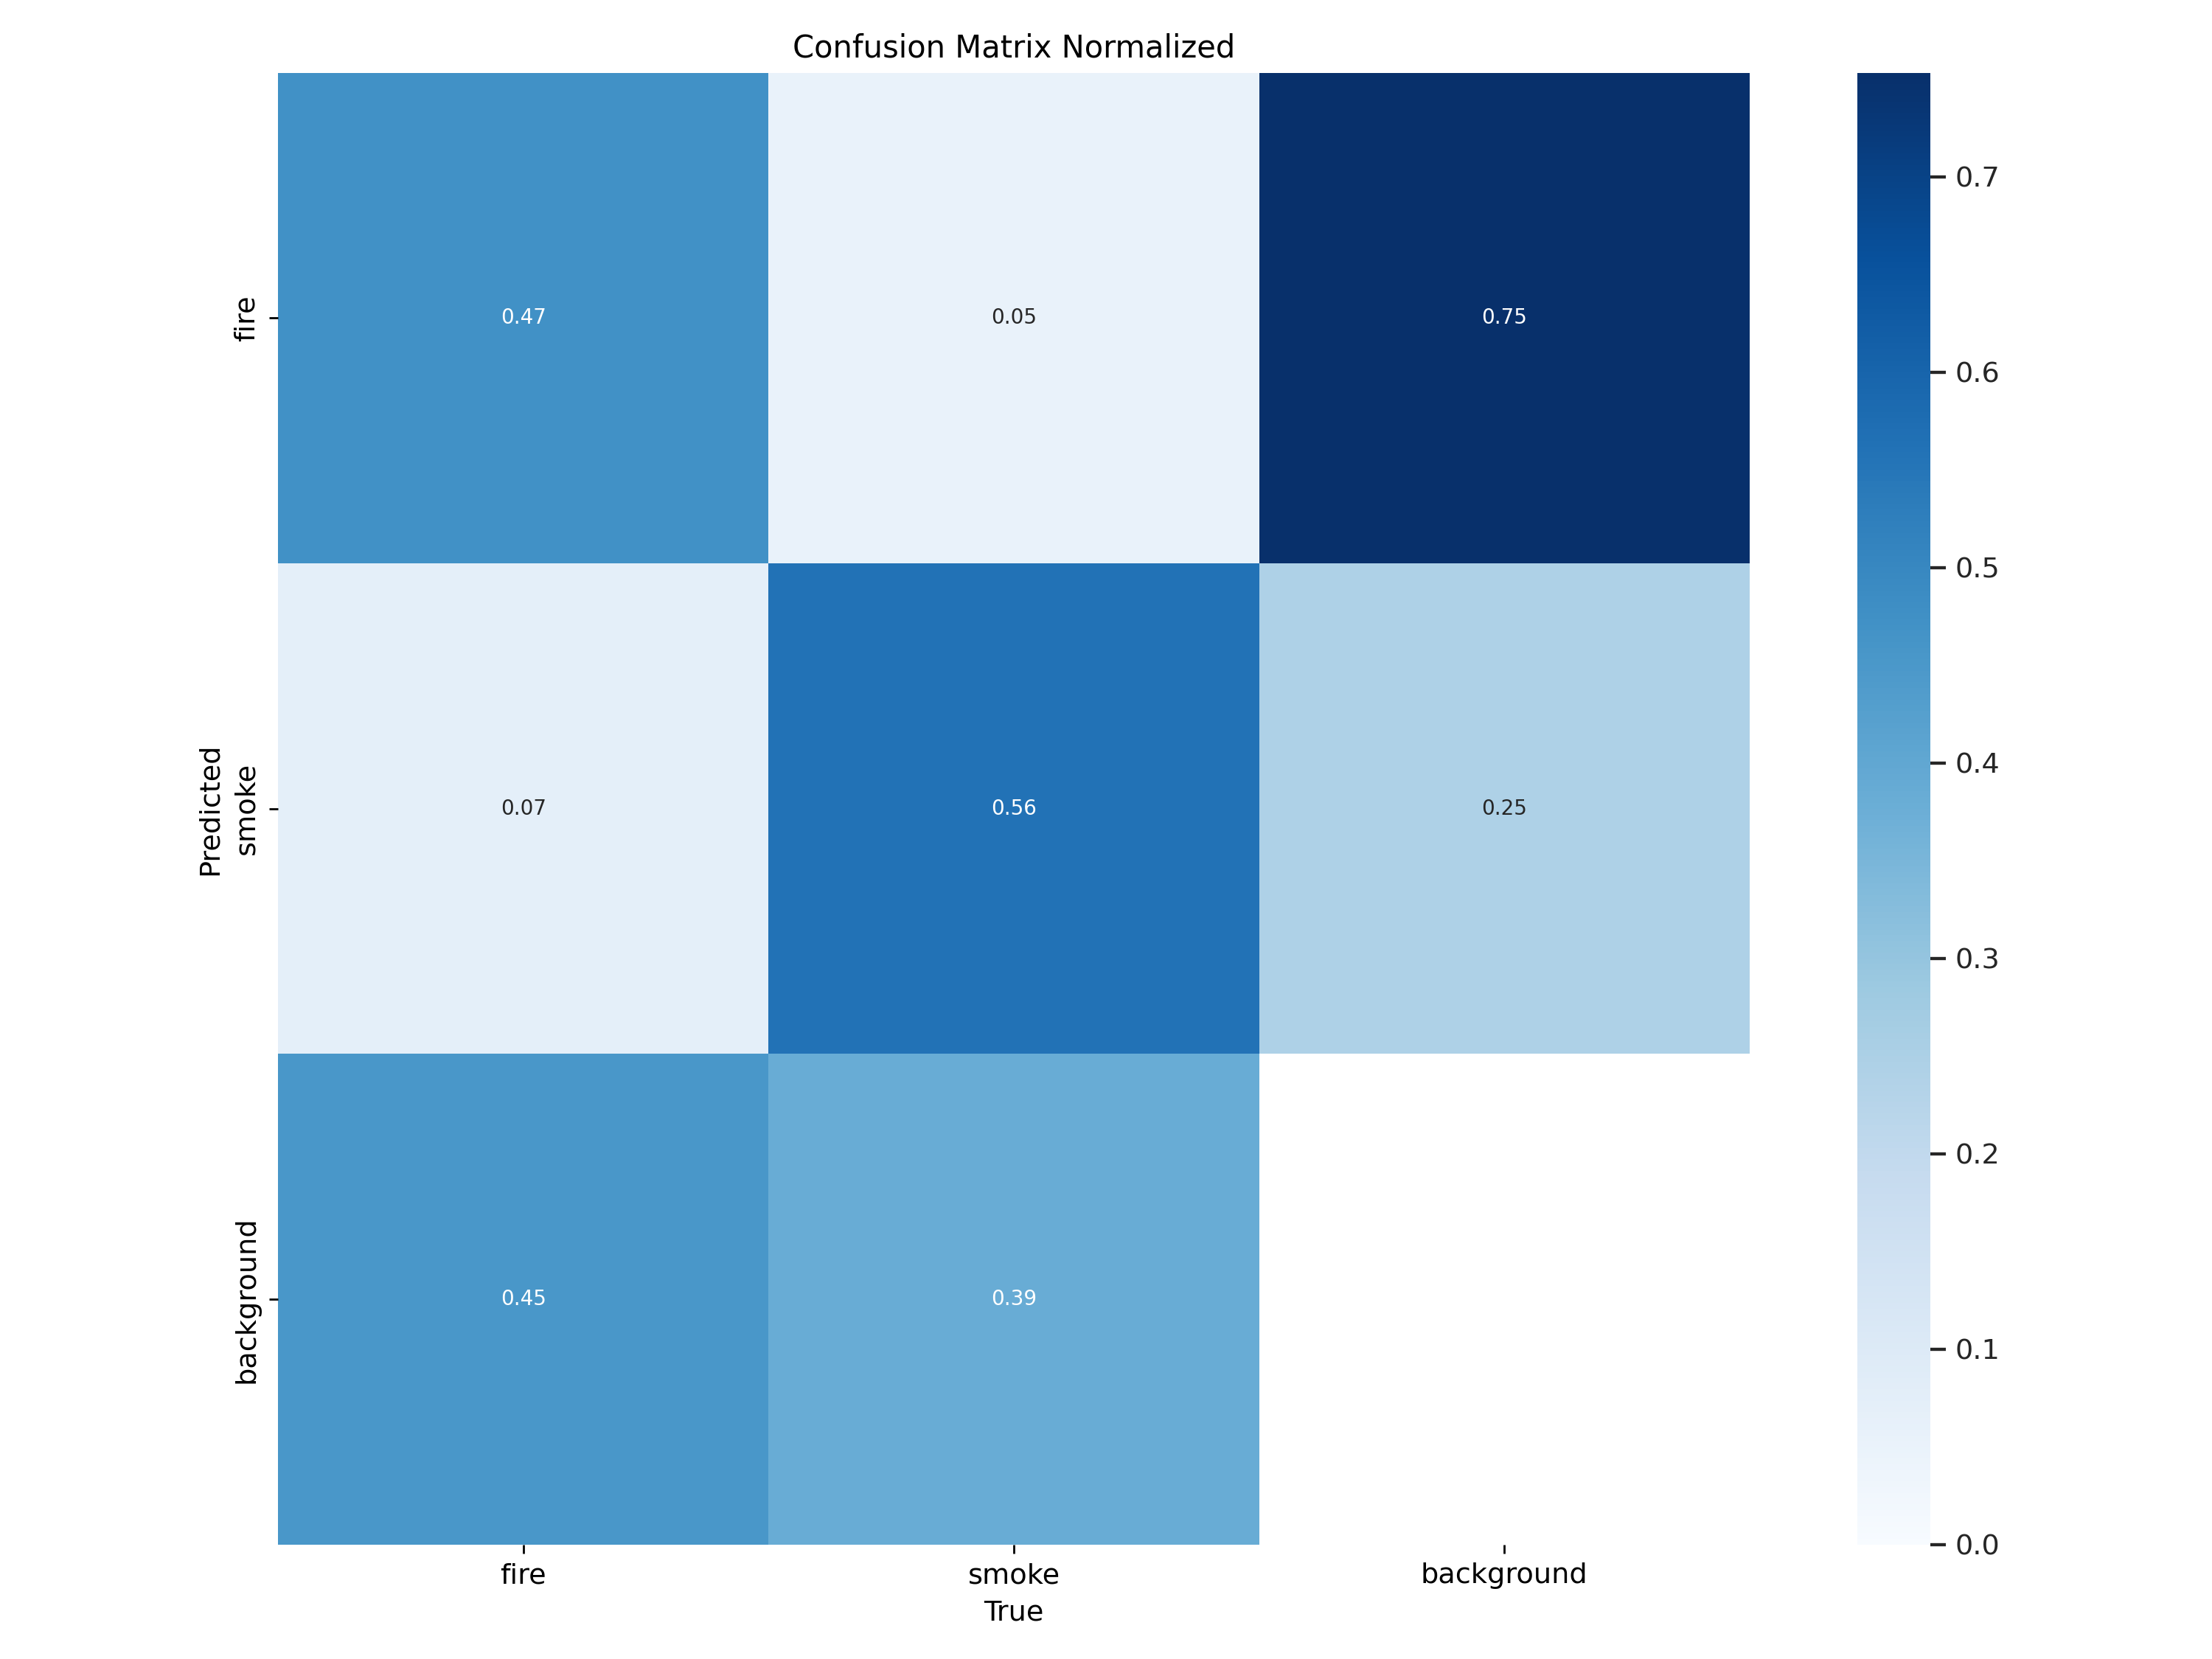 Confusion Matrix Normalized
fire
0.47
0.05
0.75
Predicted
smoke
0.07
0.56
0.25
background
0.45
0.39
fire
smoke
background
True
0.7
0.6
0.5
0.4
0.3
0.2
0.1
0.0